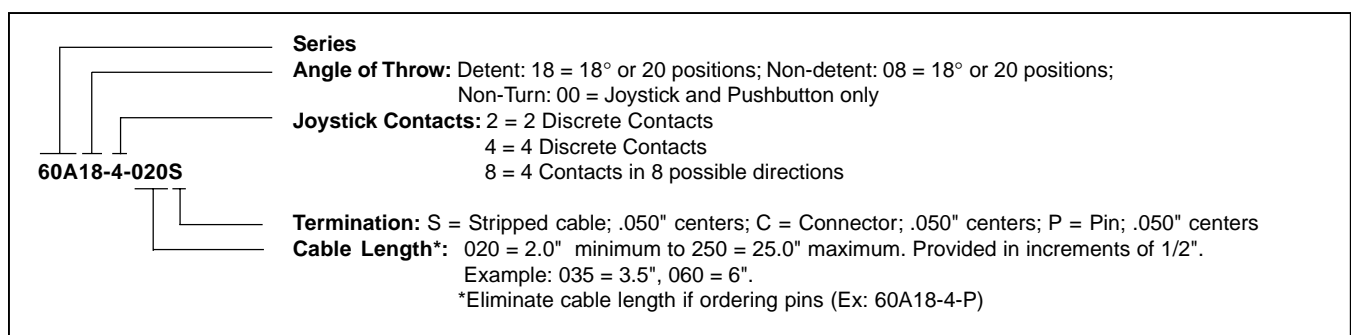 Series
Angle of Throw: Detent: 18 = 18° or 20 positions; Non-detent: 08 = 18° or 20 positions;
Non-Turn: 00 = Joystick and Pushbutton only
Joystick Contacts: 2 = 2 Discrete Contacts
4 = 4 Discrete Contacts
8 = 4 Contacts in 8 possible directions
60A18-4-020S
Termination: S = Stripped cable; .050" centers; C = Connector; .050" centers; P = Pin; .050" centers
Cable Length*: 020 = 2.0" minimum to 250 = 25.0" maximum. Provided in increments of 1/2".
Example: 035 = 3.5", 060 = 6".
*Eliminate cable length if ordering pins (Ex: 60A18-4-P)